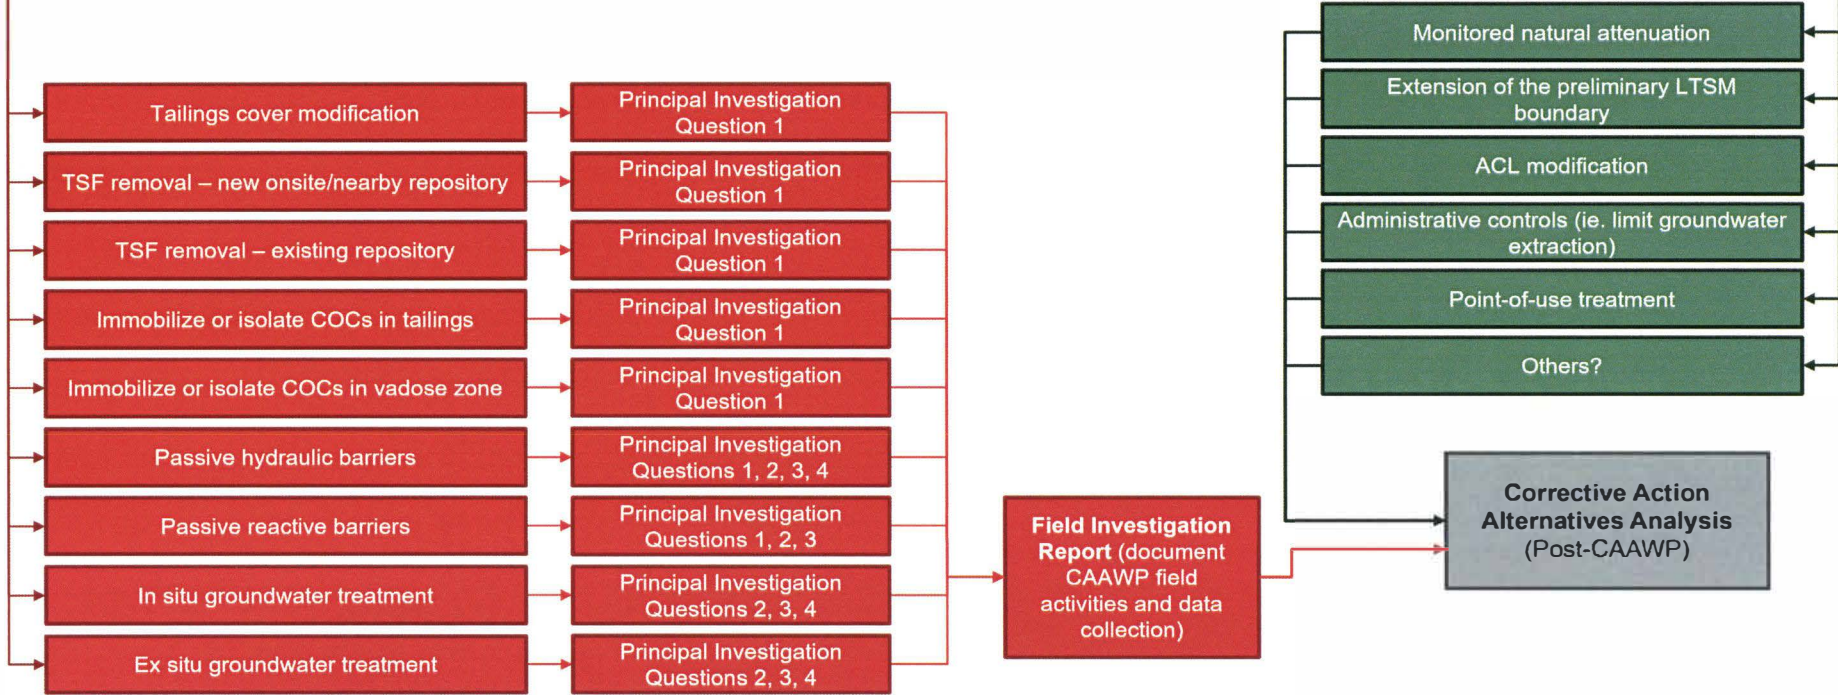 Tailings cover modification
Principal Investigation
Question 1
TSF removal – new onsite/nearby repository
Principal Investigation
Question 1
TSF removal – existing repository
Principal Investigation
Question 1
Immobilize or isolate COCs in tailings
Principal Investigation
Question 1
Immobilize or isolate COCs in vadose zone
Principal Investigation
Question 1
Passive hydraulic barriers
Principal Investigation
Questions 1, 2, 3, 4
Passive reactive barriers
Principal Investigation
Questions 1, 2, 3
In situ groundwater treatment
Principal Investigation
Questions 2, 3, 4
Ex situ groundwater treatment
Principal Investigation
Questions 2, 3, 4
Field Investigation
Report (document
CAAWP field
activities and data
collection)
Monitored natural attenuation
Extension of the preliminary LTSM
boundary
ACL modification
Administrative controls (ie. limit groundwater
extraction)
Point-of-use treatment
Others?
Corrective Action
Alternatives Analysis
(Post-CAAWP)